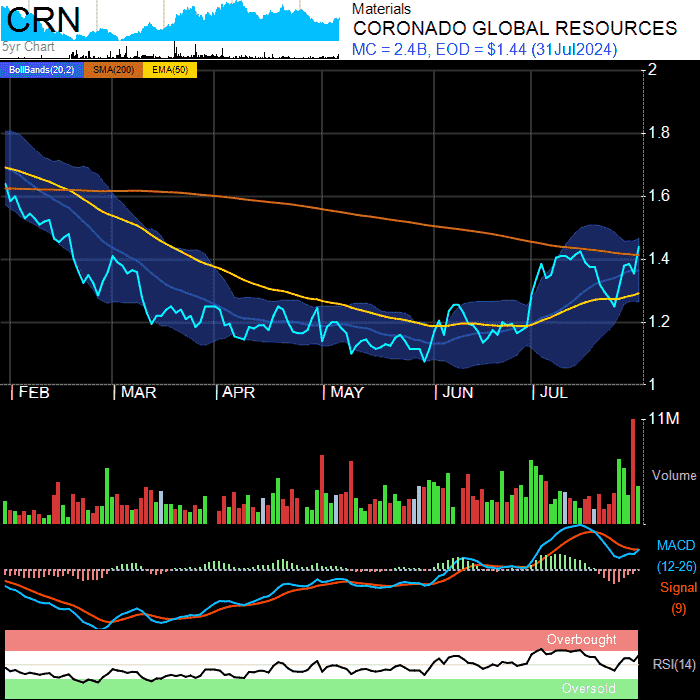 CRN
5yr Chart
Materials
CORONADO GLOBAL RESOURCES
MC = 2.4B, EOD = $1.44 (31Jul2024)
BollBands(20,2) SMA(200) EMA(50)
2
1.8
1.6
1.4
1.2
1
FEB MAR APR MAY JUN JUL
11M
Volume
MACD
(12-26)
Signal
(9)
Overbought
RSI(14)
Oversold